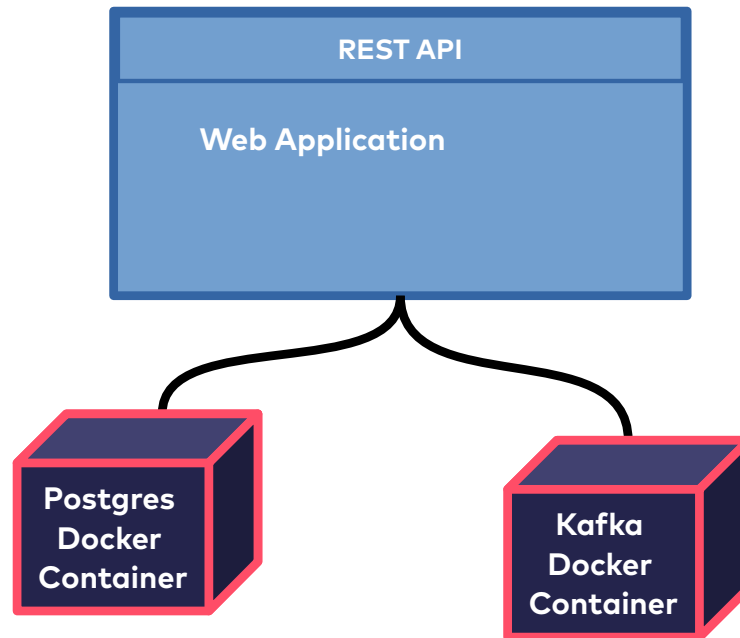 REST API
Web Application
Postgres
Docker
Container
Kafka
Docker
Container